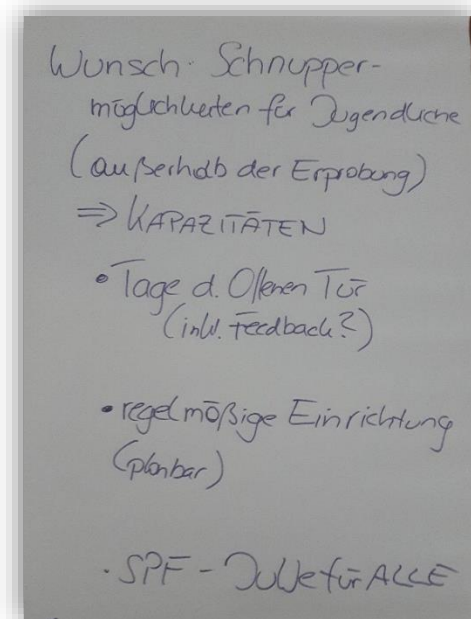 Wunsch: Schnupper-
möglichkeiten für Jugendliche
(außerhalb der Erprobung)
⇒ KAPAZITÄTEN
• Tage d. Offenen Tür
(inkl. Feedback?)
• regelmäßige Einrichtung
(planbar)
• SPF - für ALLE